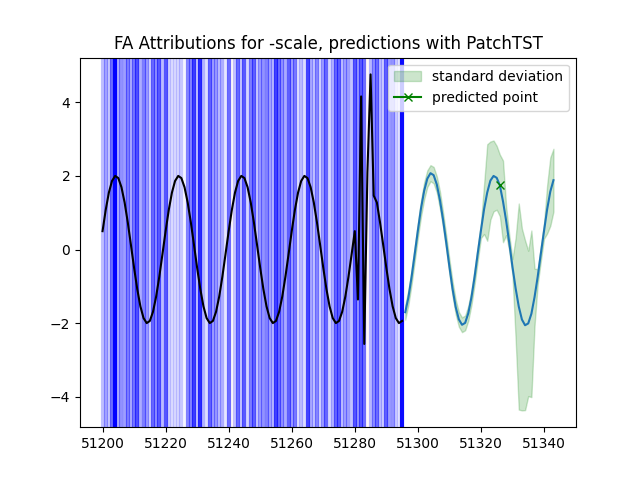 FA Attributions for -scale, predictions with PatchTST
standard deviation
predicted point
4
2
0
−2
−4
51200 51220 51240 51260 51280 51300 51320 51340